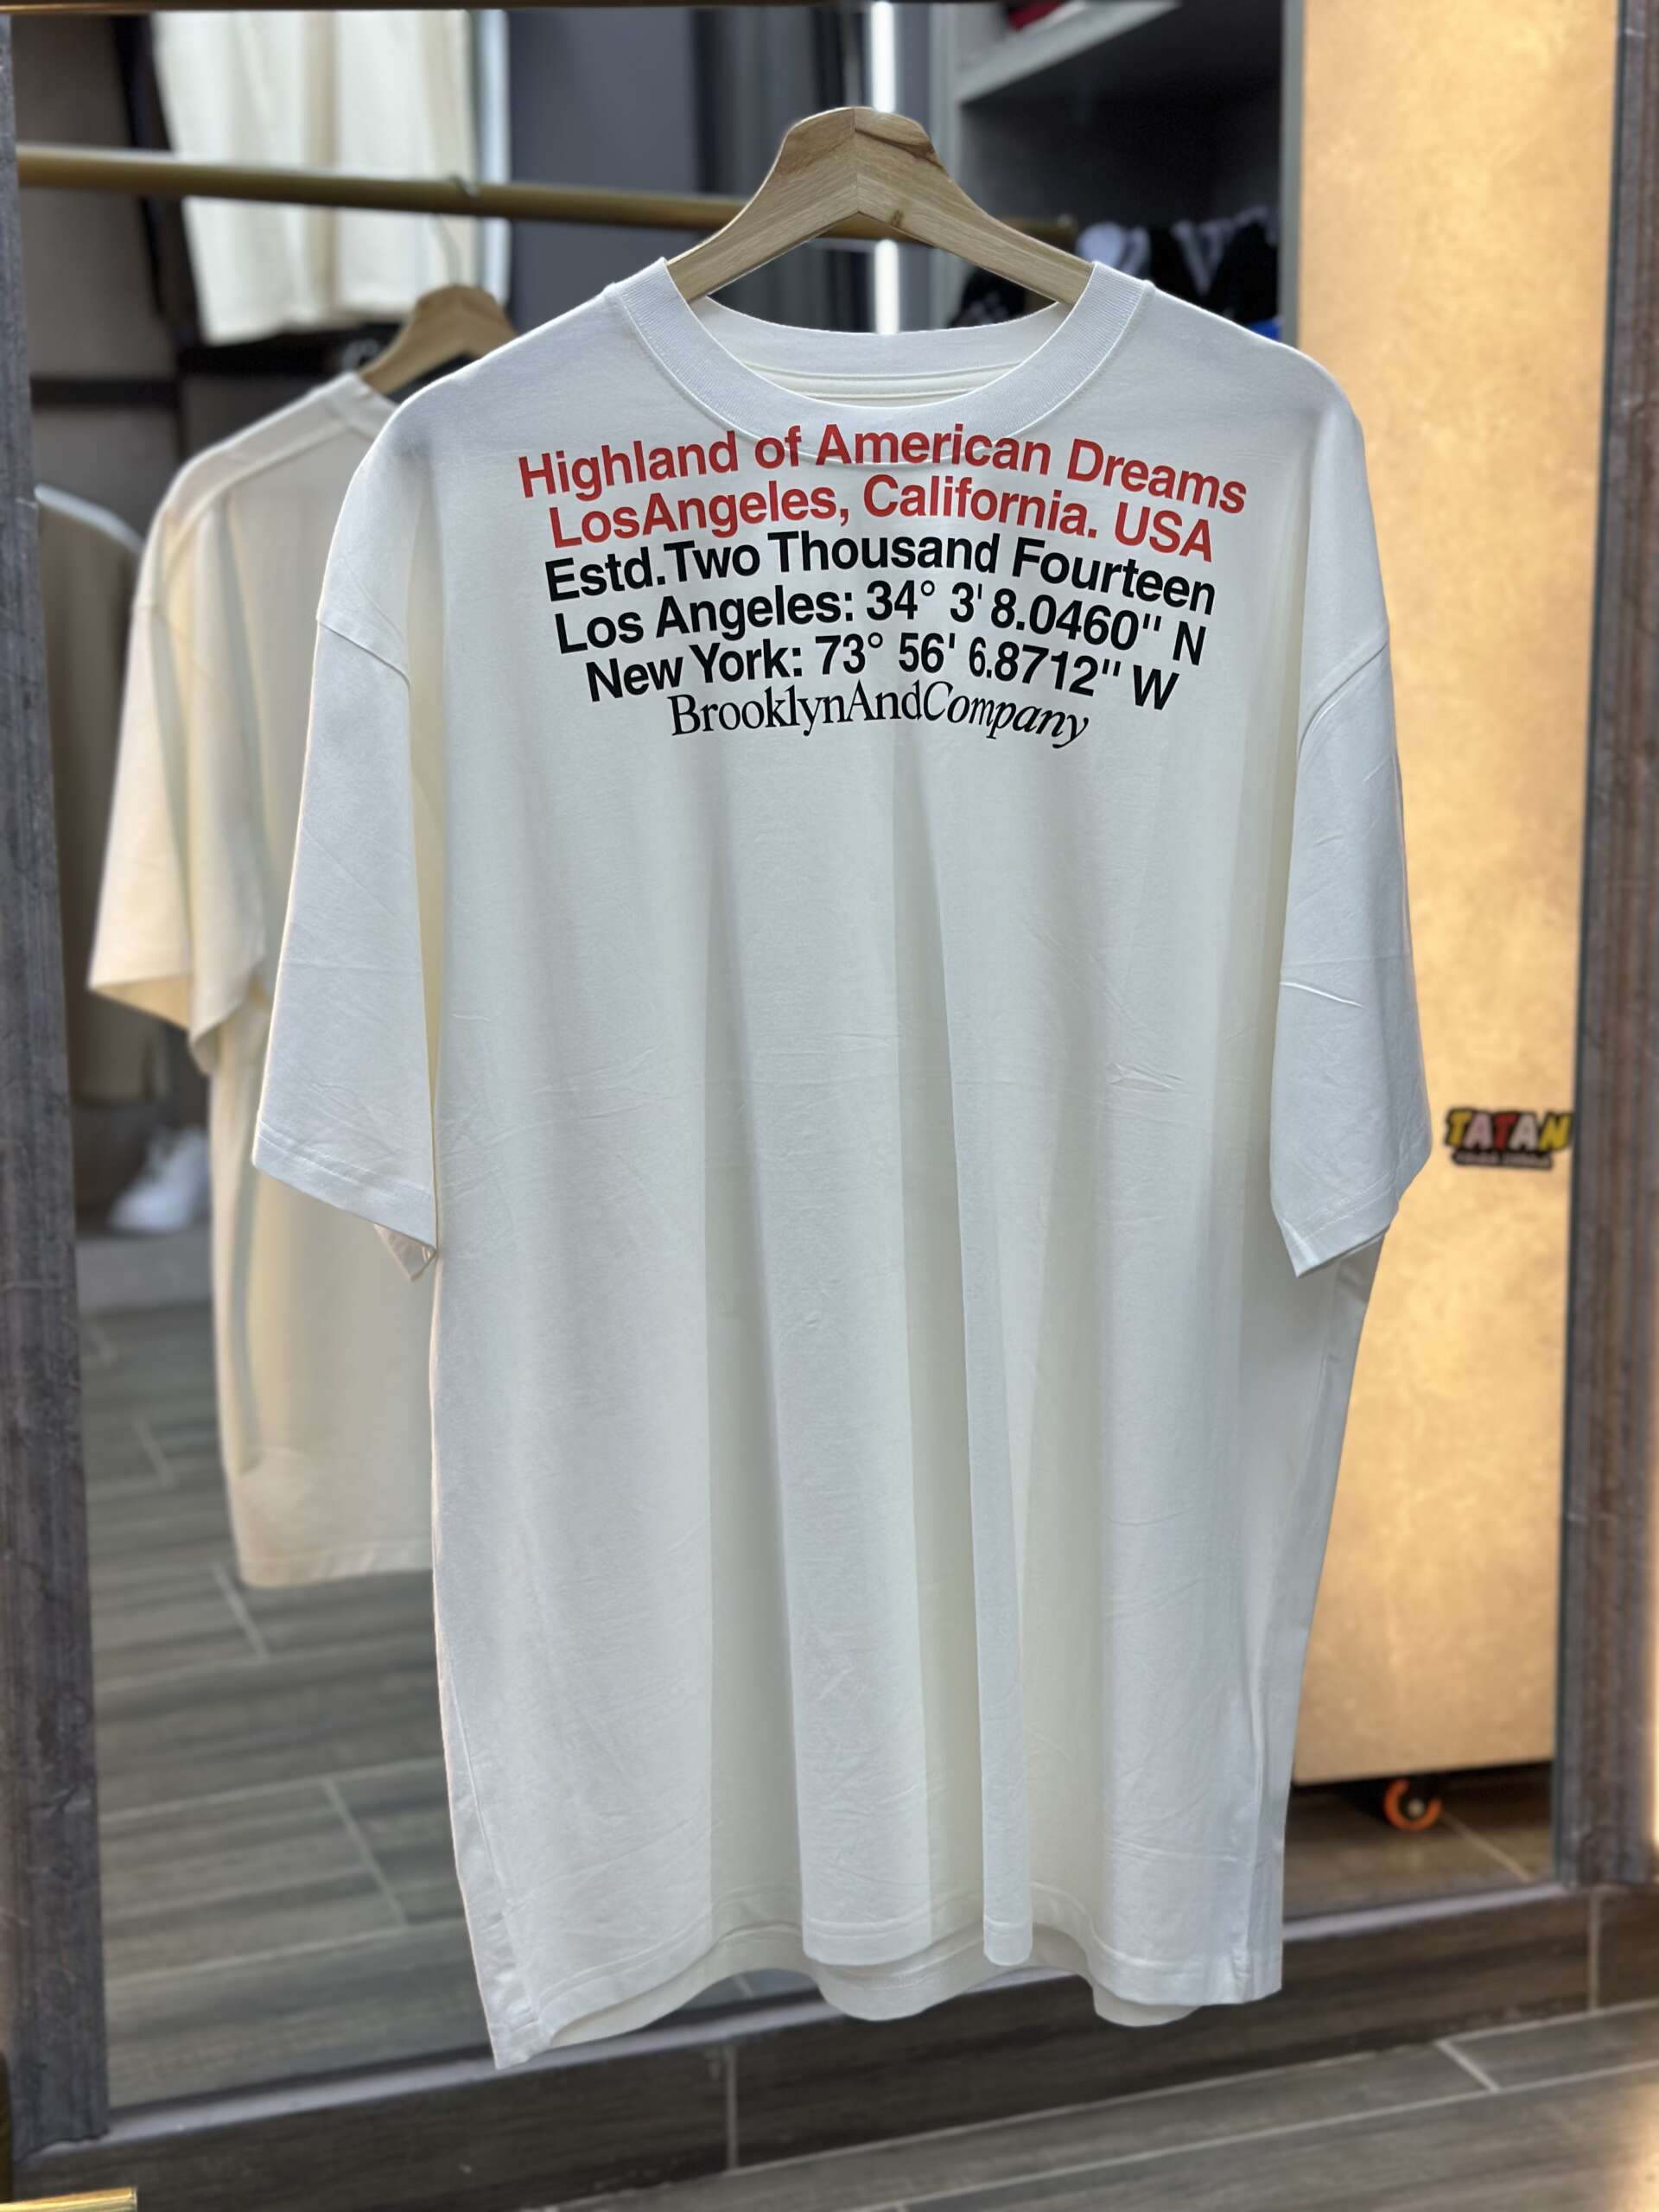 Highland of American Dreams
LosAngeles, California. USA
Estd.Two Thousand Fourteen
Los Angeles: 34° 3' 8.0460" N
New York: 73° 56' 6.8712" W
BrooklynAndCompany
TATAN